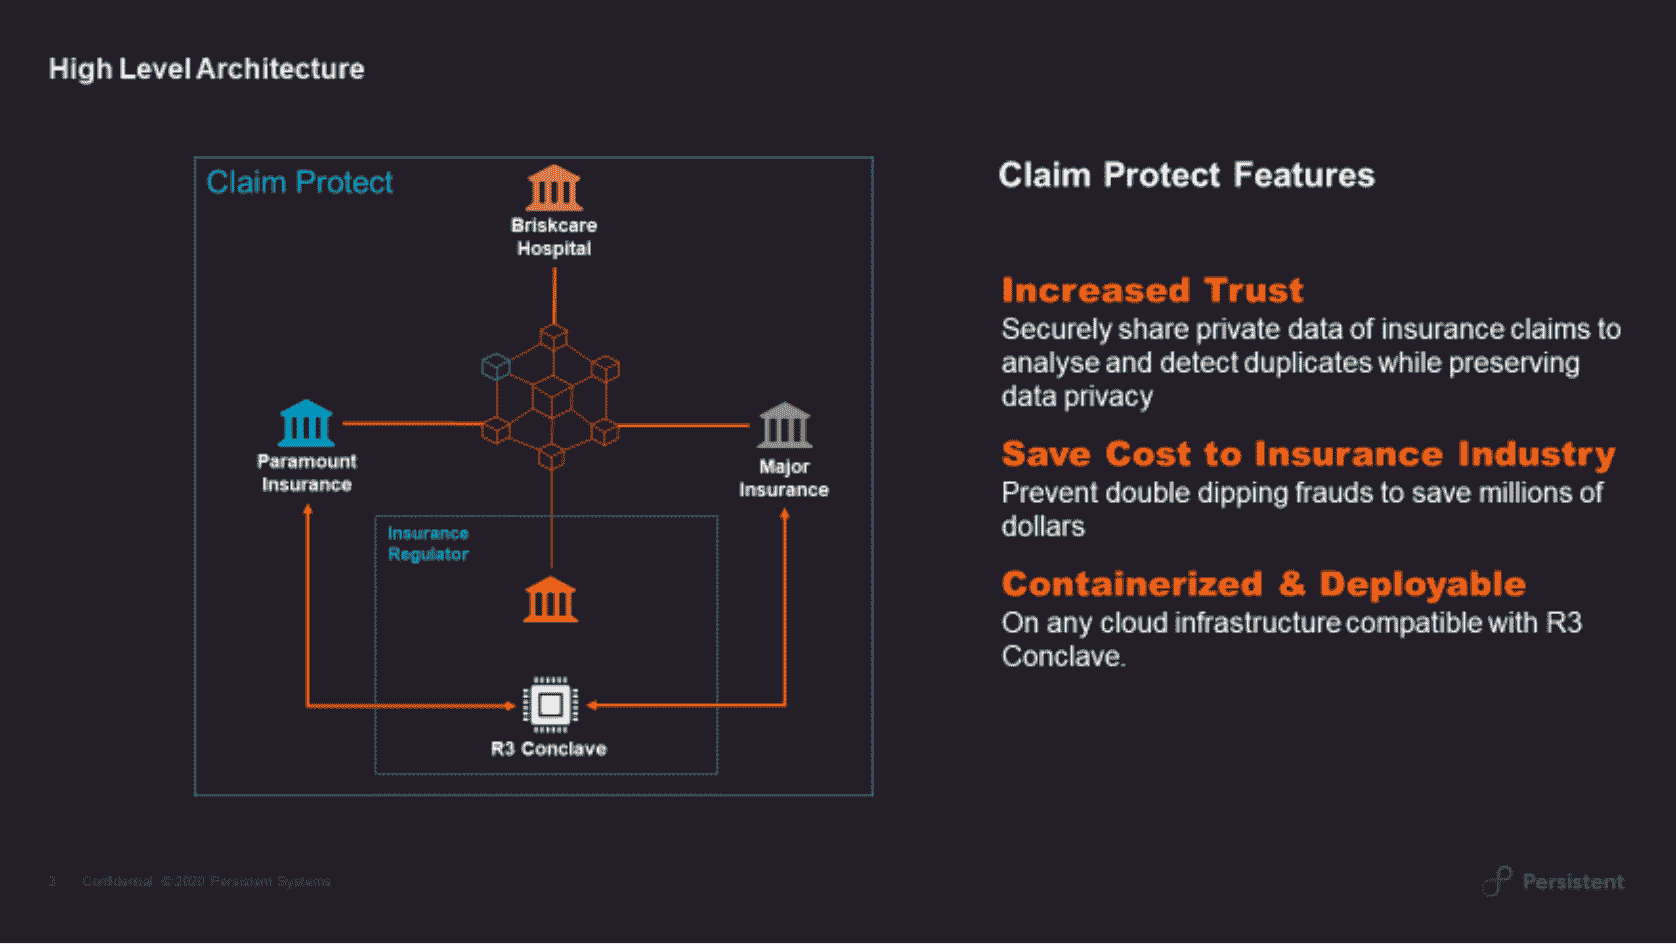 High Level Architecture
Claim Protect
Briskcare
Hospital
Paramount
Insurance
Major
Insurance
Insurance
Regulator
R3 Conclave
Claim Protect Features
Increased Trust
Securely share private data of insurance claims to
analyse and detect duplicates while preserving
data privacy
Save Cost to Insurance Industry
Prevent double dipping frauds to save millions of
dollars
Containerized & Deployable
On any cloud infrastructure compatible with R3
Conclave.
3 Confidential © 2020 Persistent Systems
Persistent